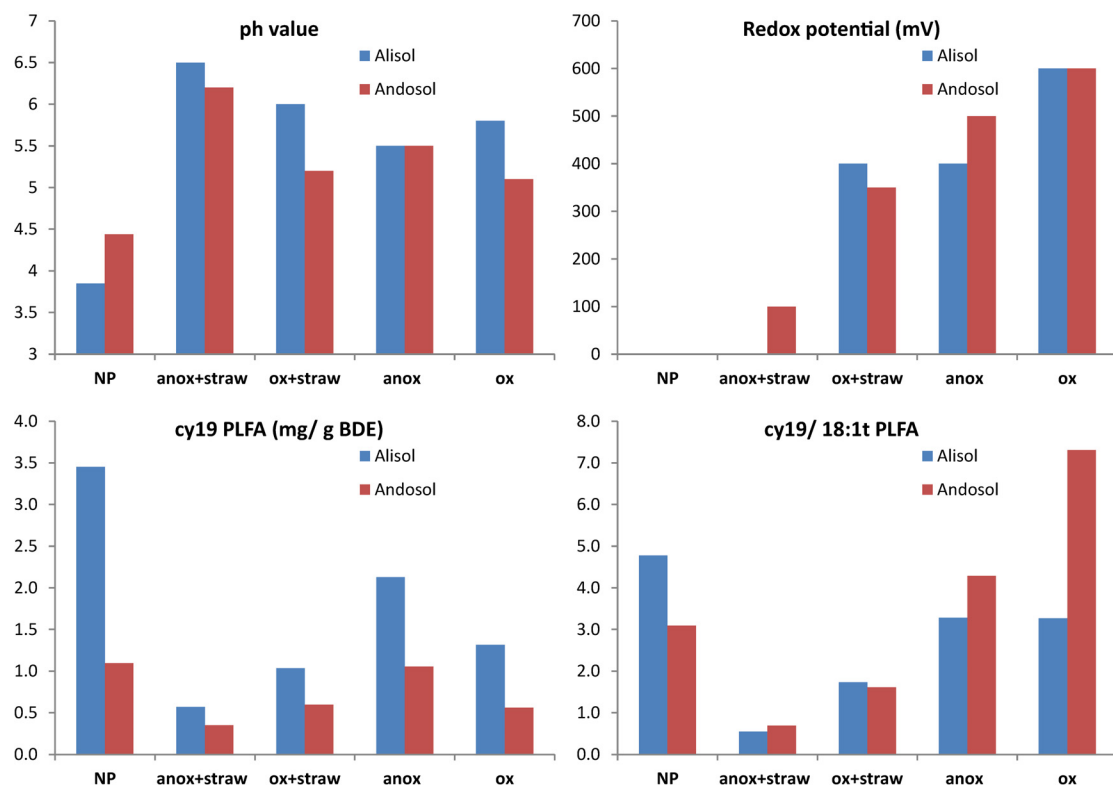 ph value
Alisol
Andosol
7
6.5
6
5.5
5
4.5
4
3.5
3
NP anox+straw ox+straw anox ox
Redox potential (mV)
Alisol
Andosol
700
600
500
400
300
200
100
0
NP anox+straw ox+straw anox ox
cy19 PLFA (mg/ g BDE)
Alisol
Andosol
4.0
3.5
3.0
2.5
2.0
1.5
1.0
0.5
0.0
NP anox+straw ox+straw anox ox
cy19/ 18:1t PLFA
Alisol
Andosol
8.0
7.0
6.0
5.0
4.0
3.0
2.0
1.0
0.0
NP anox+straw ox+straw anox ox